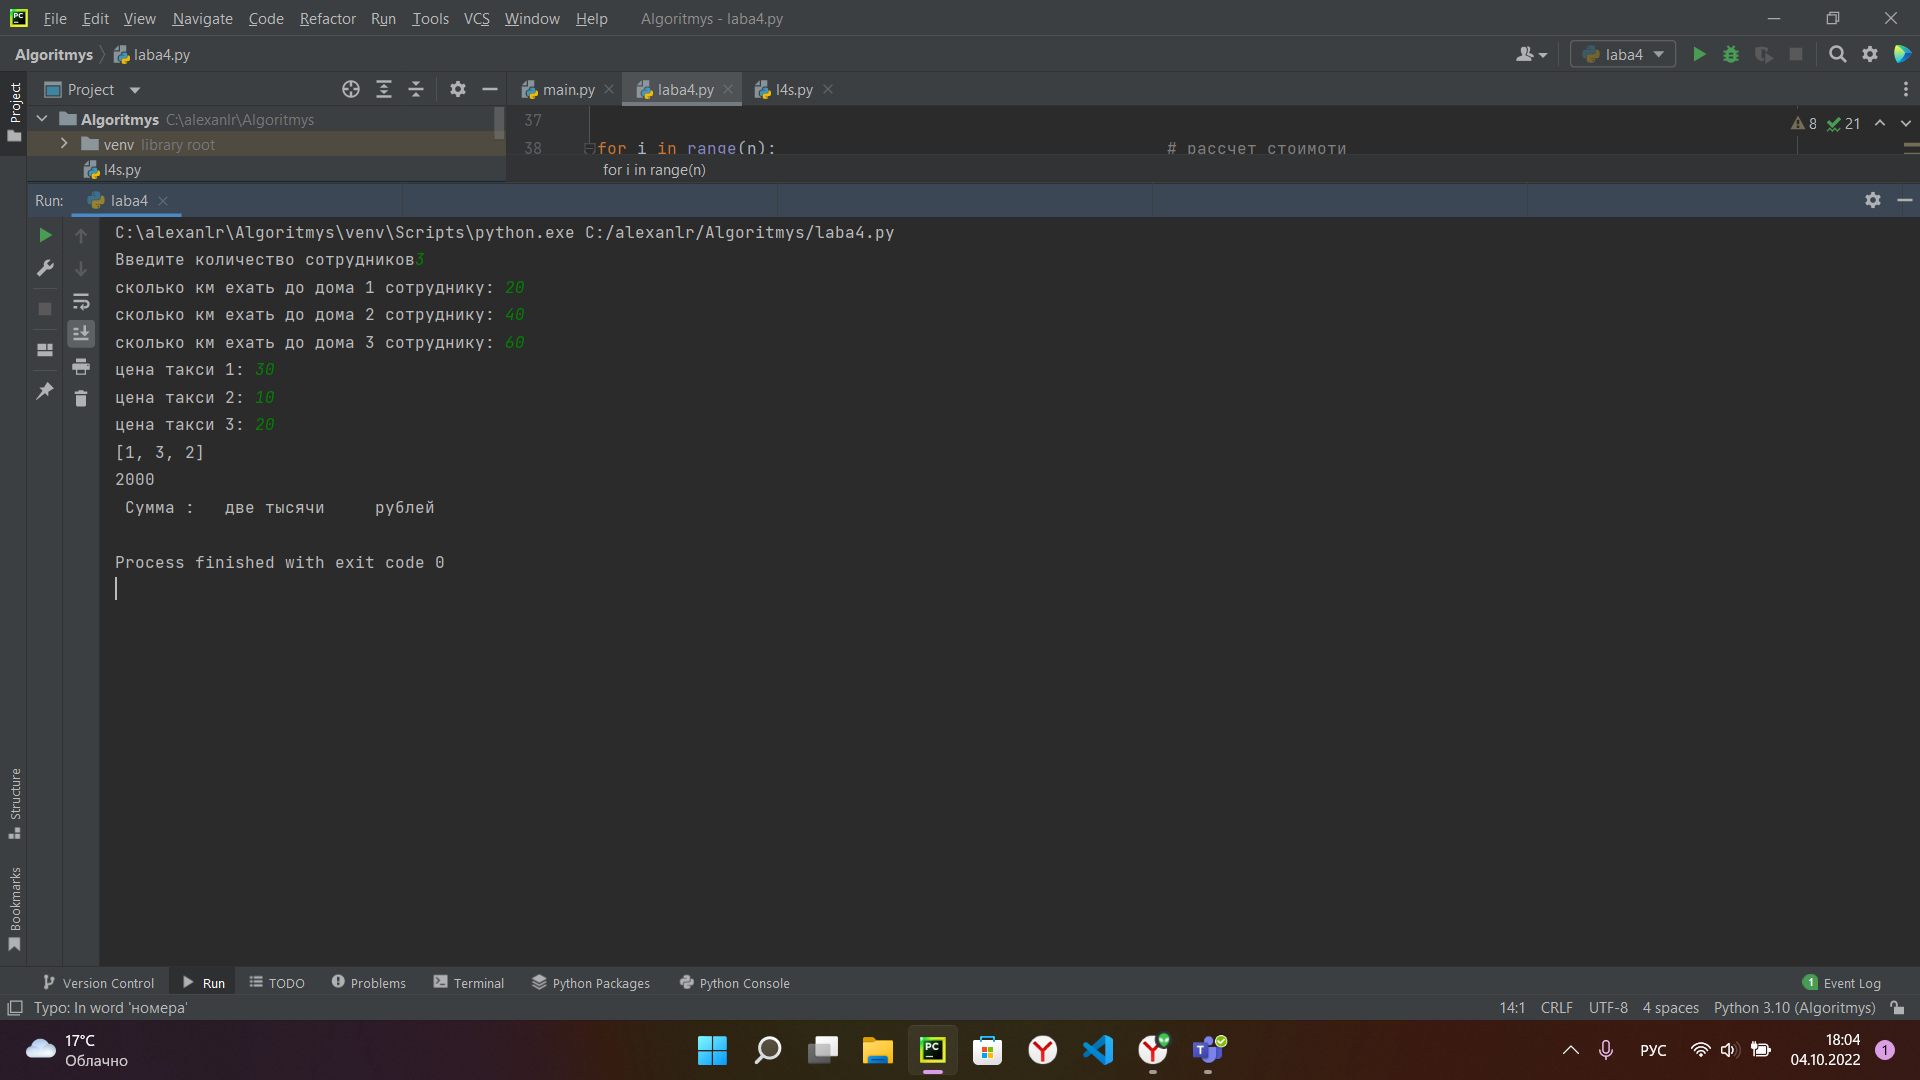 File Edit View Navigate Code Refactor Run Tools VCS Window Help Algoritmys - laba4.py
Algoritmys laba4.py
laba4
Project
Project
main.py laba4.py l4s.py
Algoritmys C:\alexanlr\Algoritmys
venv library root
l4s.py
37
38 for i in range(n): # рассчет стоимоти
8 21
for i in range(n)
Run: laba4
C:\alexanlr\Algoritmys\venv\Scripts\python.exe C:/alexanlr/Algoritmys/laba4.py
Введите количество сотрудников3
сколько км ехать до дома 1 сотруднику: 20
сколько км ехать до дома 2 сотруднику: 40
сколько км ехать до дома 3 сотруднику: 60
цена такси 1: 30
цена такси 2: 10
цена такси 3: 20
[1, 3, 2]
2000
Сумма : две тысячи рублей
Process finished with exit code 0
Structure
Bookmarks
Version Control Run TODO Problems Terminal Python Packages Python Console 1 Event Log
Typo: In word 'номера' 14:1 CRLF UTF-8 4 spaces Python 3.10 (Algoritmys)
17°C
Облачно
РУС
18:04
04.10.2022
1